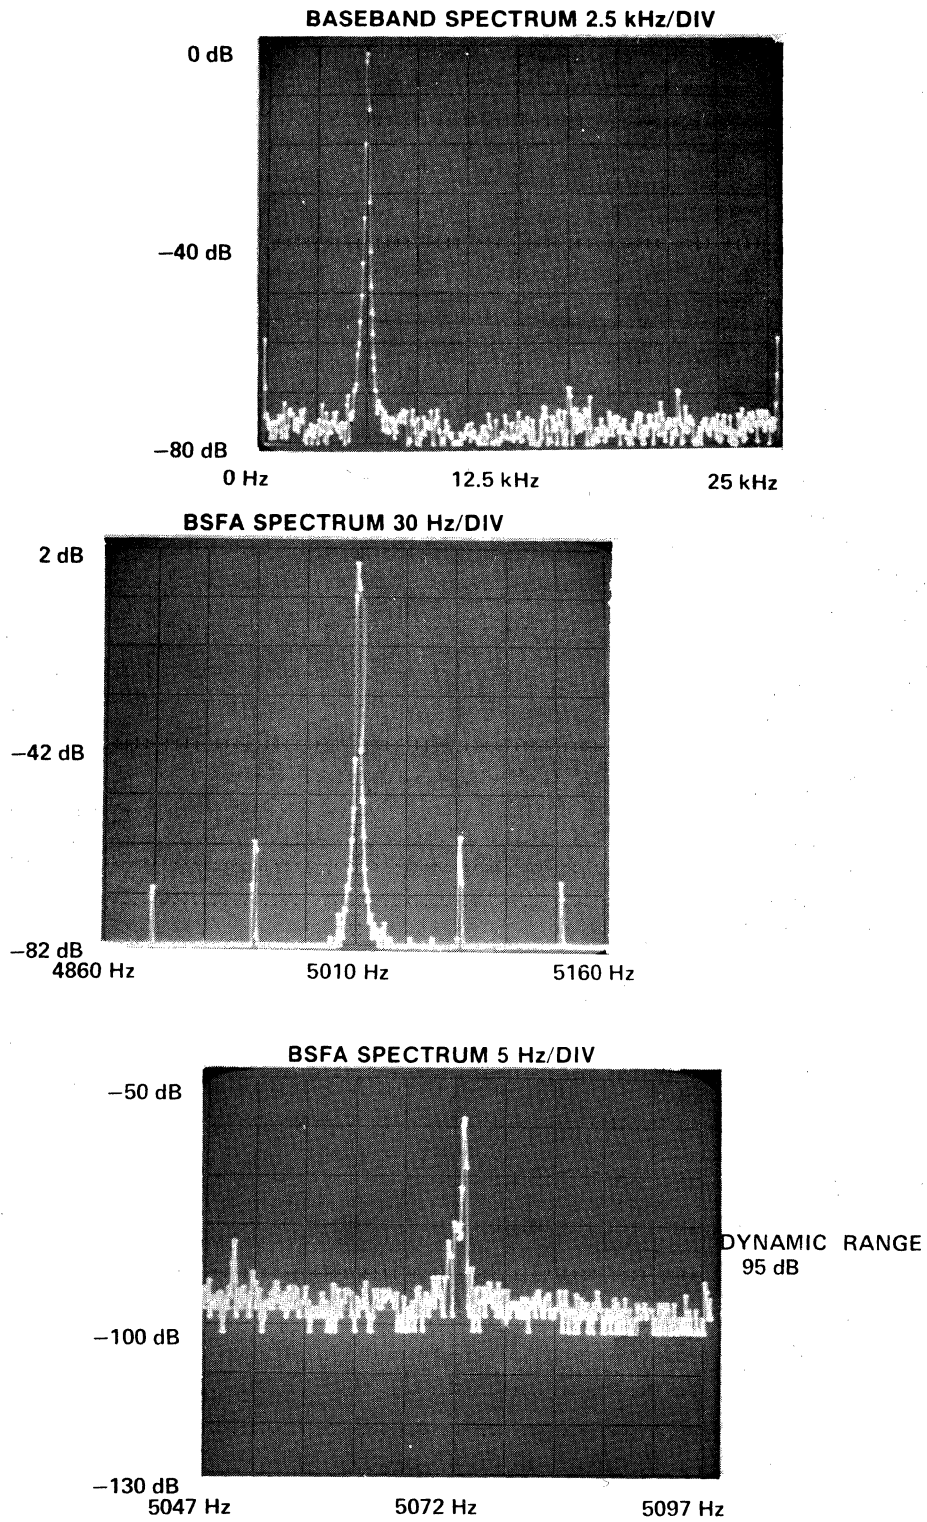 BASEBAND SPECTRUM 2.5 kHz/DIV
0 dB
−40 dB
−80 dB
0 Hz 12.5 kHz 25 kHz
BSFA SPECTRUM 30 Hz/DIV
2 dB
−42 dB
−82 dB
4860 Hz 5010 Hz 5160 Hz
BSFA SPECTRUM 5 Hz/DIV
−50 dB
DYNAMIC RANGE
95 dB
−100 dB
−130 dB
5047 Hz 5072 Hz 5097 Hz